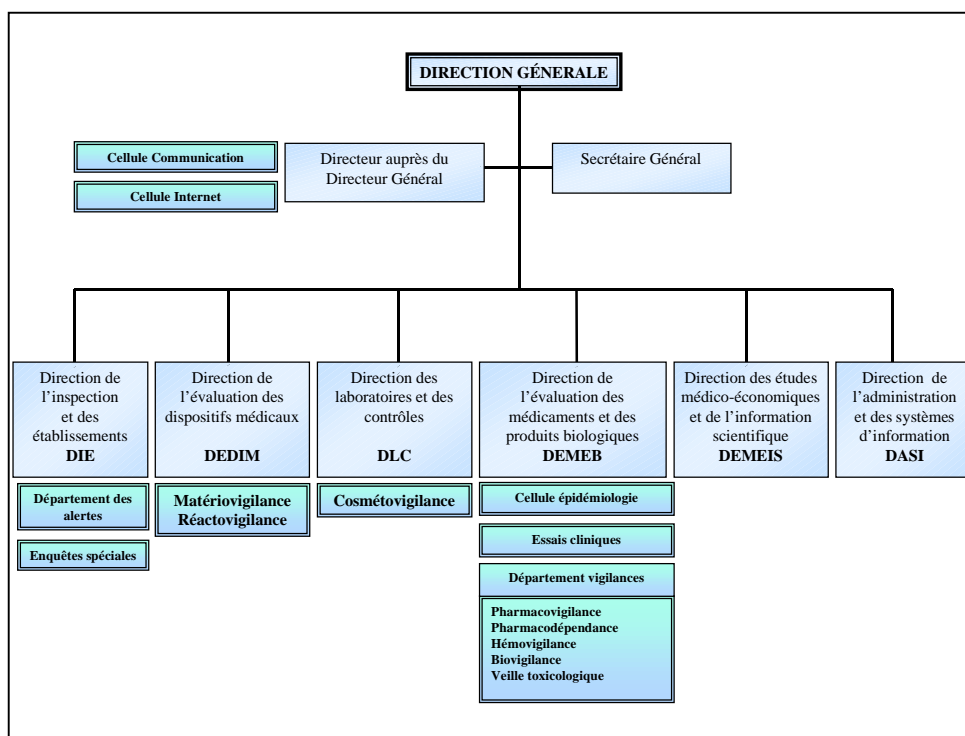 DIRECTION GÉNERALE
Cellule Communication
Cellule Internet
Directeur auprès du
Directeur Général
Secrétaire Général
Direction de
l’inspection
et des
établissements
DIE
Département des
alertes
Enquêtes spéciales
Direction de
l’évaluation des
dispositifs médicaux
DEDIM
Matériovigilance
Réactovigilance
Direction des
laboratoires et des
contrôles
DLC
Cosmétovigilance
Direction de
l’évaluation des
médicaments et des
produits biologiques
DEMEB
Cellule épidémiologie
Essais cliniques
Département vigilances
Pharmacovigilance
Pharmacodépendance
Hémovigilance
Biovigilance
Veille toxicologique
Direction des études
médico-économiques
et de l’information
scientifique
DEMEIS
Direction de
l’administration
et des systèmes
d’information
DASI